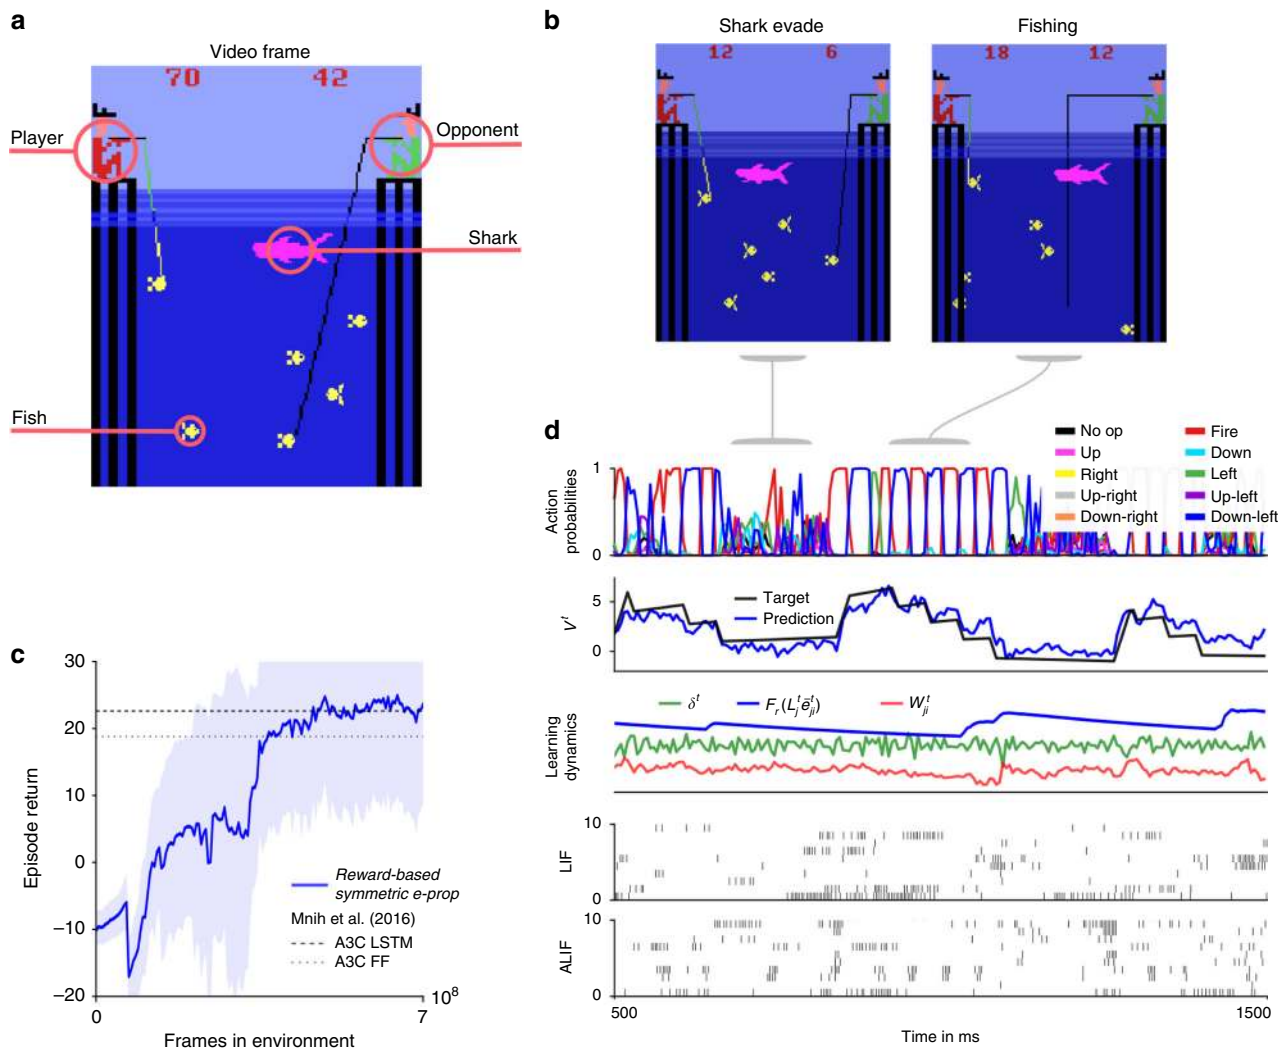 a
Video frame
70 42
Player
Opponent
Shark
Fish
b
Shark evade
12 6
Fishing
18 12
c
Episode return
30
20
10
0
−10
−20
0
7
10^8
Frames in environment
Reward-based
symmetric e-prop
Mnih et al. (2016)
A3C LSTM
A3C FF
d
No op
Up
Right
Up-right
Down-right
Fire
Down
Left
Up-left
Down-left
Action
probabilities
1
0
V^t
5
0
Target
Prediction
Learning
dynamics
δ^t
F_r(L_j^t ē_{ji}^t)
W_{ji}^t
LIF
10
0
ALIF
10
0
500
1500
Time in ms